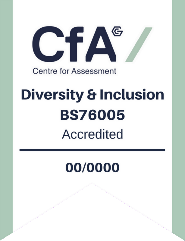 CfA
Centre for Assessment
Diversity & Inclusion
BS76005
Accredited
00/0000